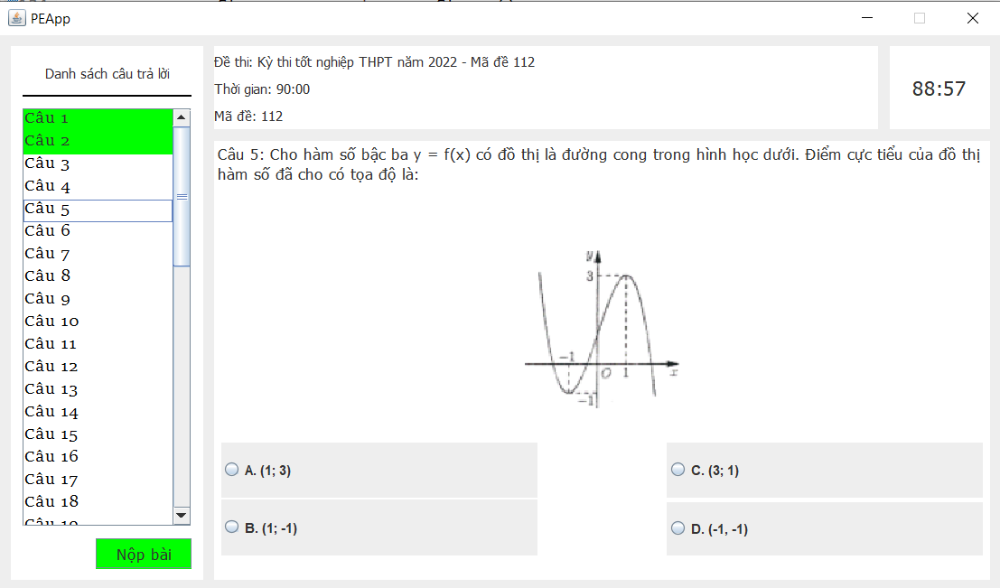 PEApp
Danh sách câu trả lời
Câu 1
Câu 2
Câu 3
Câu 4
Câu 5
Câu 6
Câu 7
Câu 8
Câu 9
Câu 10
Câu 11
Câu 12
Câu 13
Câu 14
Câu 15
Câu 16
Câu 17
Câu 18
Câu 19
Nộp bài
Đề thi: Kỳ thi tốt nghiệp THPT năm 2022 - Mã đề 112
Thời gian: 90:00
Mã đề: 112
88:57
Câu 5: Cho hàm số bậc ba y = f(x) có đồ thị là đường cong trong hình học dưới. Điểm cực tiểu của đồ thị
hàm số đã cho có tọa độ là:
y
3
-1
O 1 x
-1
A. (1; 3)
B. (1; -1)
C. (3; 1)
D. (-1, -1)